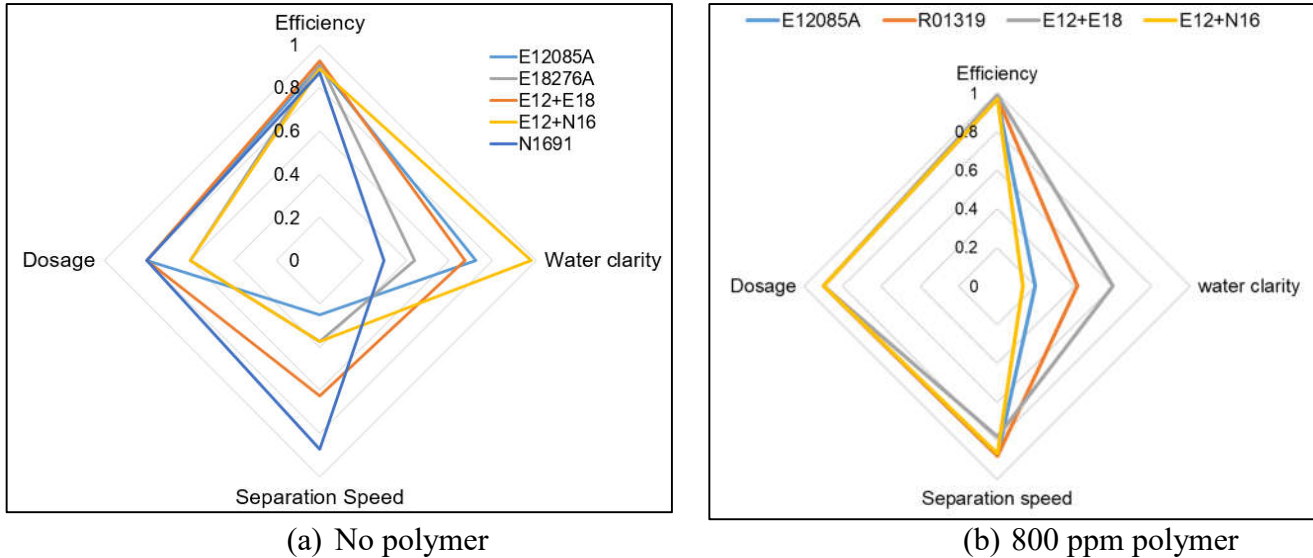 Efficiency
1
0.8
0.6
0.4
0.2
0
E12085A
E18276A
E12+E18
E12+N16
N1691
Dosage
Water clarity
Separation Speed
(a) No polymer
E12085A R01319 E12+E18 E12+N16
Efficiency
1
0.8
0.6
0.4
0.2
0
Dosage
water clarity
Separation speed
(b) 800 ppm polymer